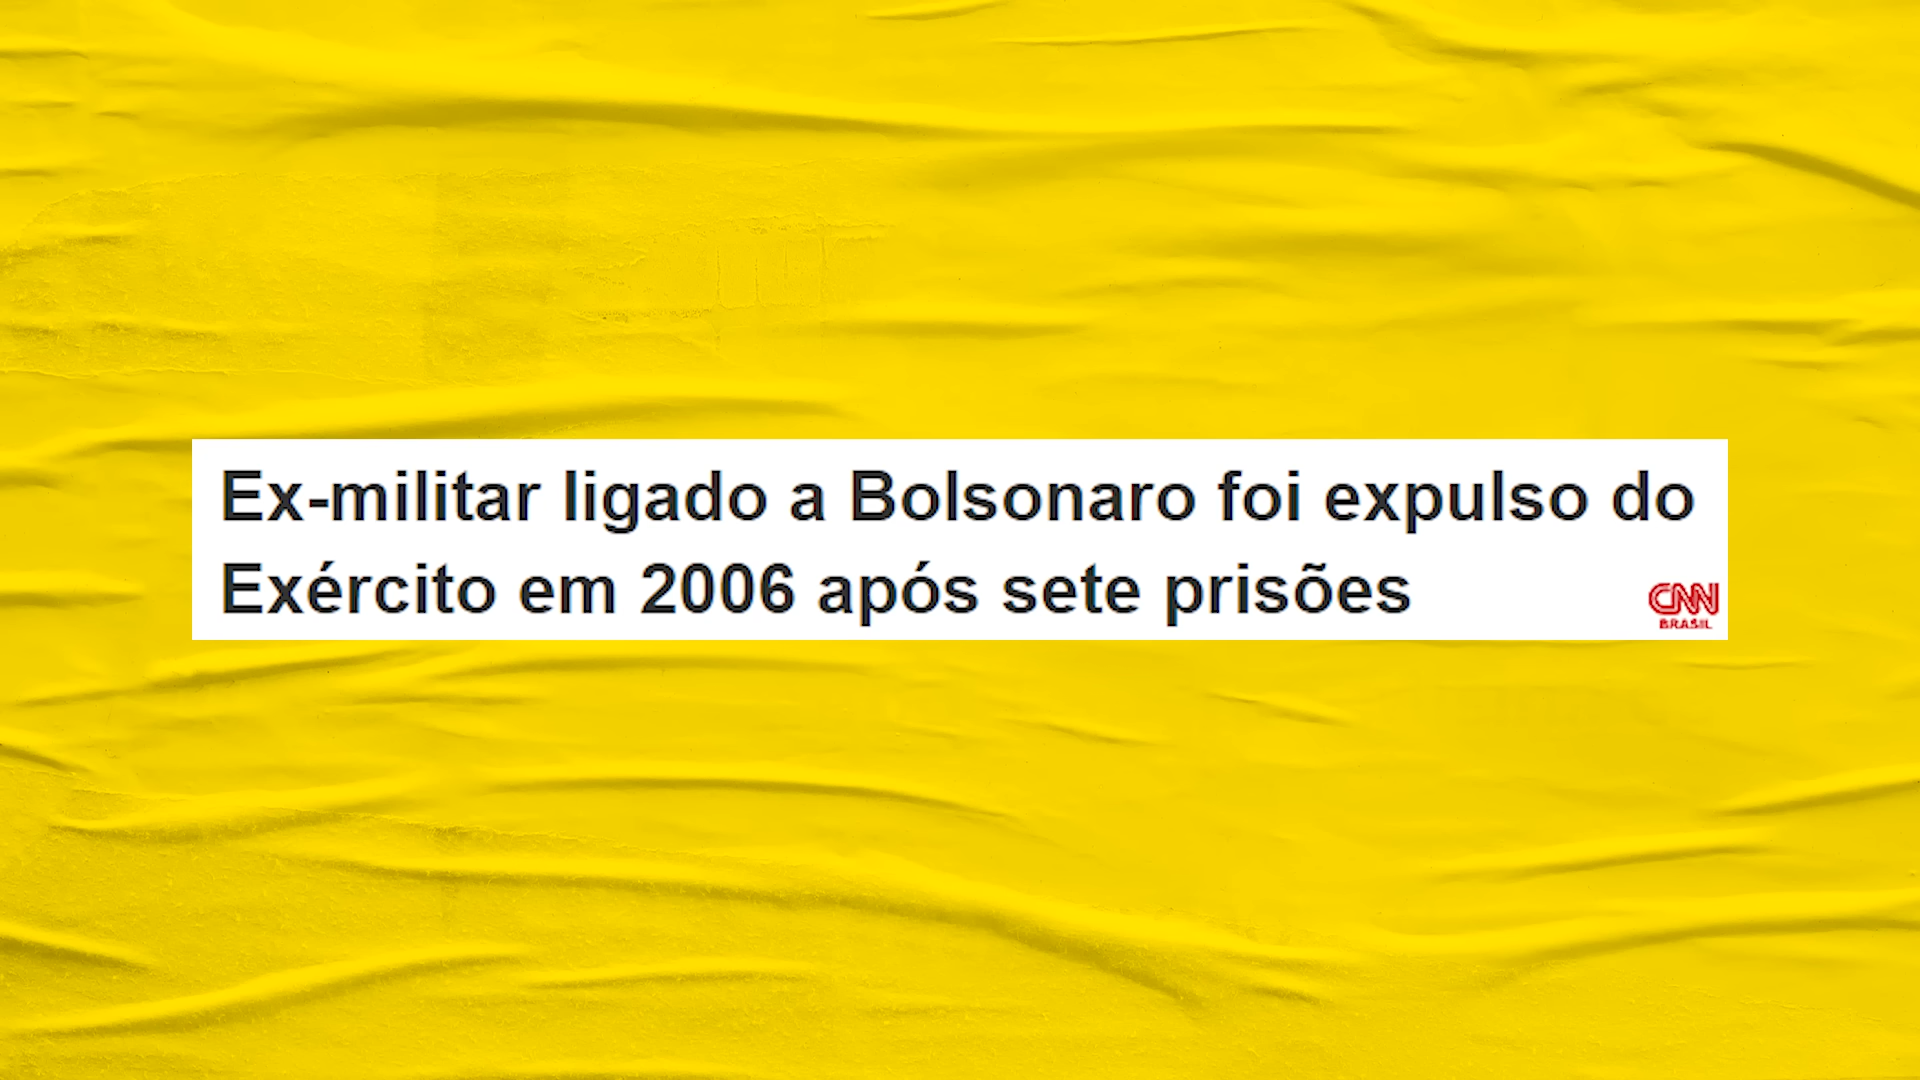 Ex-militar ligado a Bolsonaro foi expulso do
Exército em 2006 após sete prisões
CNN
BRASIL